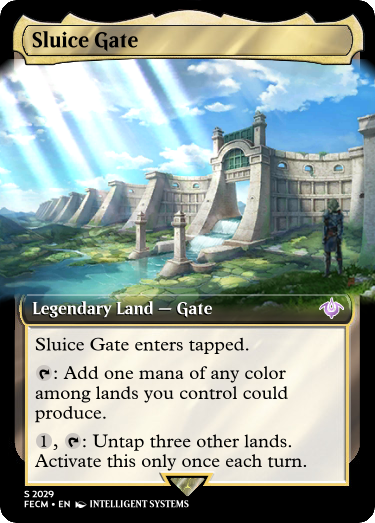 Sluice Gate
Legendary Land — Gate
Sluice Gate enters tapped.
: Add one mana of any color
among lands you control could
produce.
1, : Untap three other lands.
Activate this only once each turn.
S 2029
FECM • EN INTELLIGENT SYSTEMS